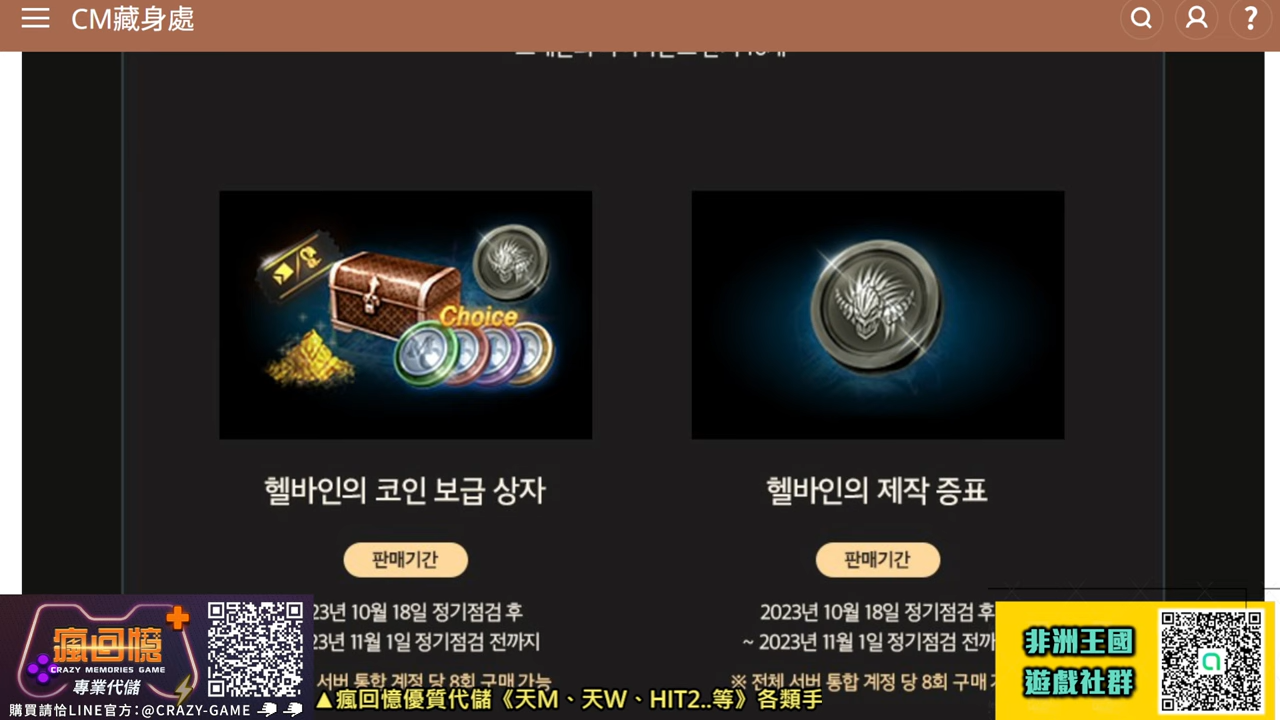 CM藏身處
?
Choice
헬바인의 코인 보급 상자
헬바인의 제작 증표
판매기간
판매기간
23년 10월 18일 정기점검 후
23년 11월 1일 정기점검 전까지
서버 통합 계정 당 8회 구매 가능
2023년 10월 18일 정기점검 후
~ 2023년 11월 1일 정기점검 전까
※ 전체 서버 통합 계정 당 8회 구매
瘋回憶
CRAZY MEMORIES GAME
專業代儲
購買請恰LINE官方:@CRAZY-GAME
▲瘋回憶優質代儲《天M、天W、HIT2..等》各類手
非洲王國
遊戲社群